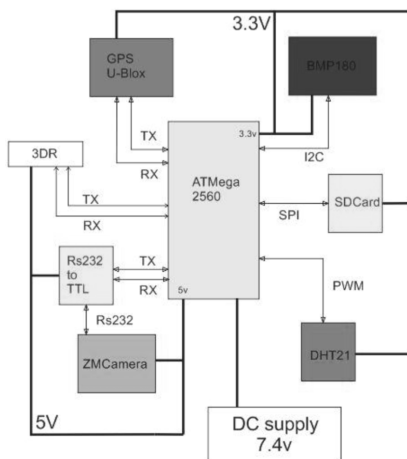 3.3V
GPS
U-Blox
BMP180
TX
3.3v
RX
I2C
3DR
ATMega
2560
TX
RX
SPI
SDCard
Rs232
to
TTL
TX
RX
PWM
5v
Rs232
ZMCamera
DHT21
5V
DC supply
7.4v